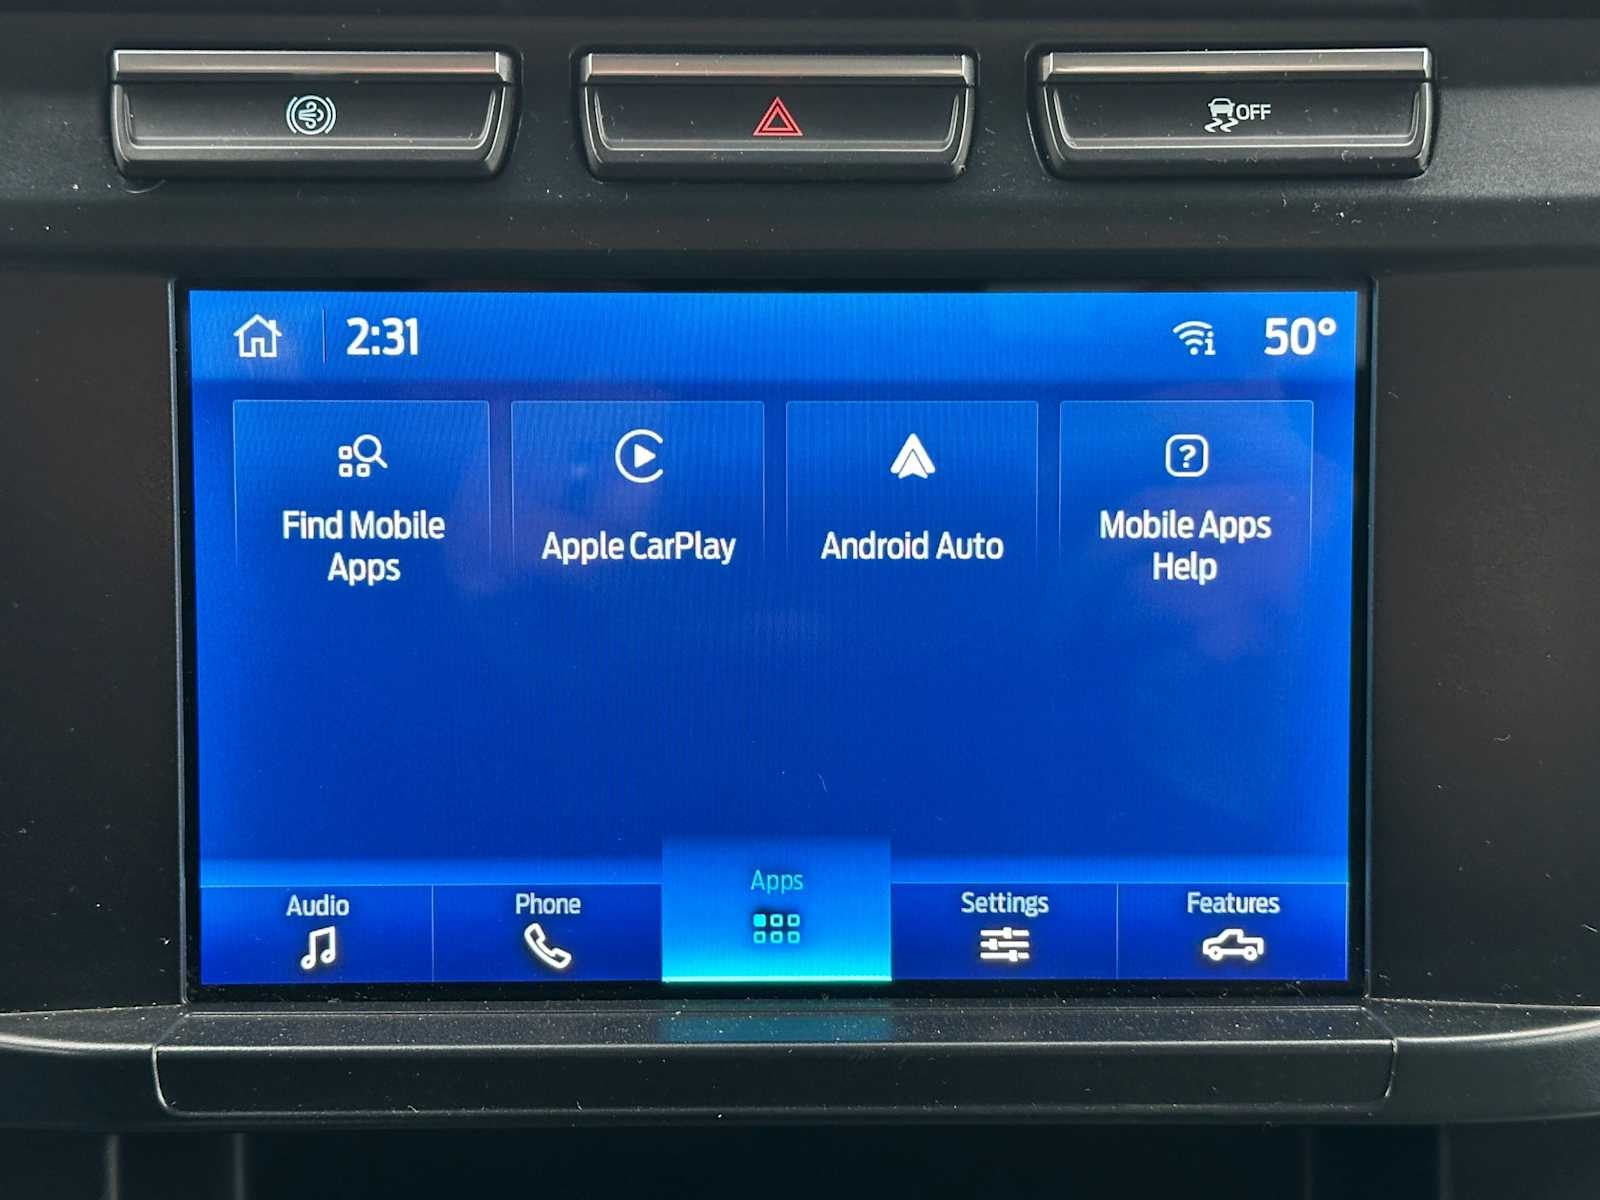 OFF
2:31 50°
Find Mobile
Apps
Apple CarPlay
Android Auto
Mobile Apps
Help
Audio
Phone
Apps
Settings
Features